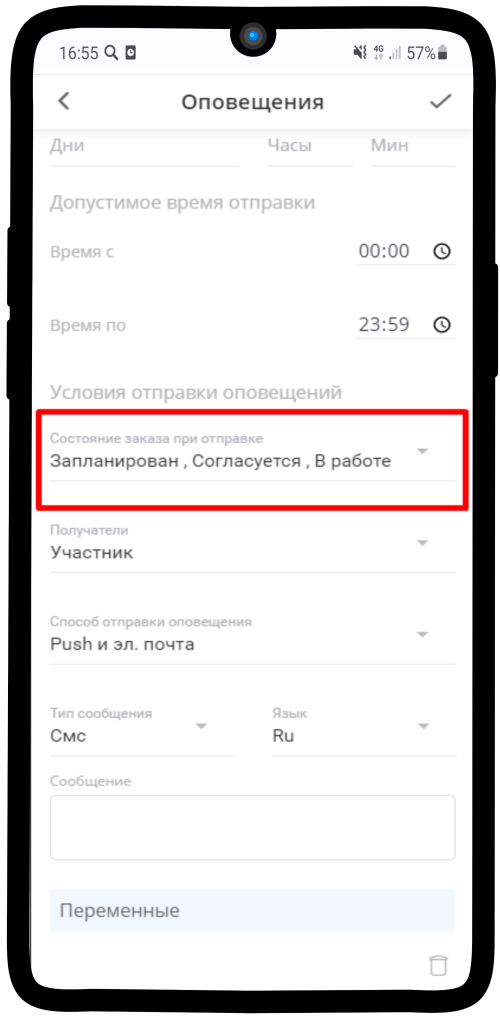 16:55 4G 57%
Оповещения
Дни Часы Мин
Допустимое время отправки
Время с 00:00
Время по 23:59
Условия отправки оповещений
Состояние заказа при отправке
Запланирован , Согласуется , В работе
Получатели
Участник
Способ отправки оповещения
Push и эл. почта
Тип сообщения Язык
Смс Ru
Сообщение
Переменные